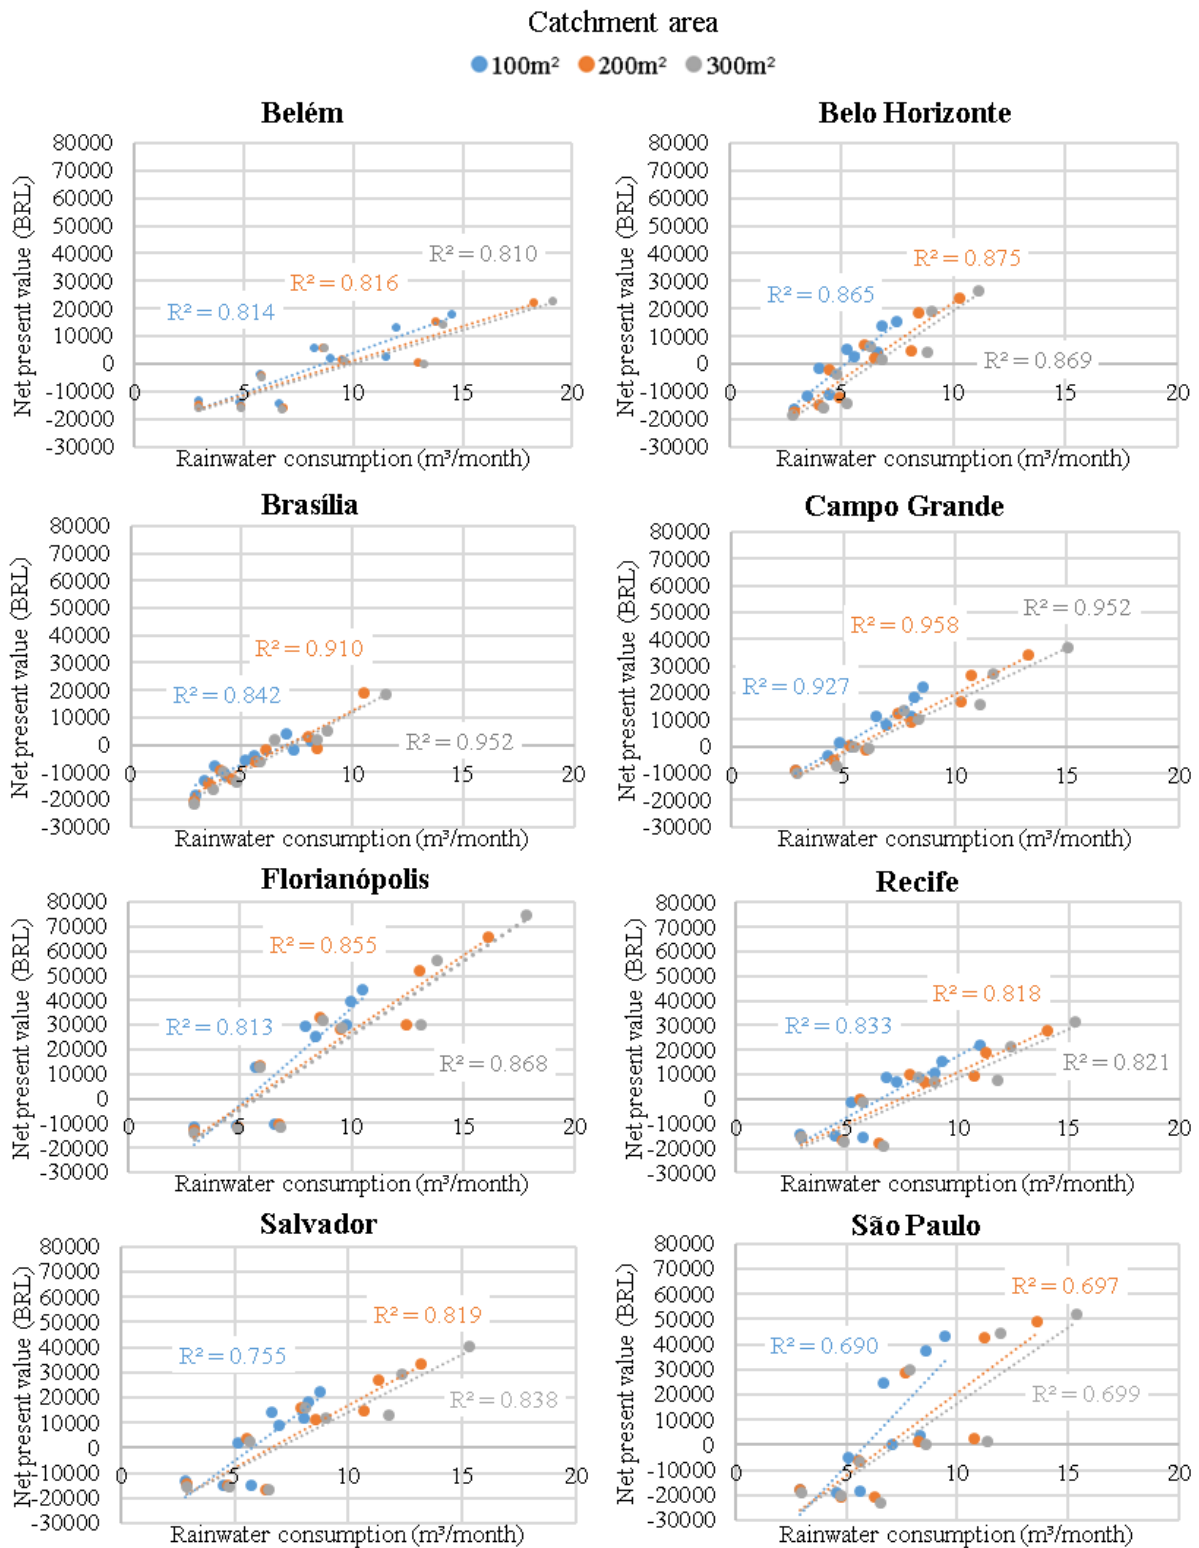 Catchment area
100m² 200m² 300m²
Belém
Net present value (BRL)
80000
70000
60000
50000
40000
30000
20000
10000
0
-10000
-20000
-30000
0 5 10 15 20
R² = 0.814
R² = 0.816
R² = 0.810
Rainwater consumption (m³/month)
Belo Horizonte
Net present value (BRL)
80000
70000
60000
50000
40000
30000
20000
10000
0
-10000
-20000
-30000
0 5 10 15 20
R² = 0.865
R² = 0.875
R² = 0.869
Rainwater consumption (m³/month)
Brasília
Net present value (BRL)
80000
70000
60000
50000
40000
30000
20000
10000
0
-10000
-20000
-30000
0 5 10 15 20
R² = 0.842
R² = 0.910
R² = 0.952
Rainwater consumption (m³/month)
Campo Grande
Net present value (BRL)
80000
70000
60000
50000
40000
30000
20000
10000
0
-10000
-20000
-30000
0 5 10 15 20
R² = 0.927
R² = 0.958
R² = 0.952
Rainwater consumption (m³/month)
Florianópolis
Net present value (BRL)
80000
70000
60000
50000
40000
30000
20000
10000
0
-10000
-20000
-30000
0 5 10 15 20
R² = 0.813
R² = 0.855
R² = 0.868
Rainwater consumption (m³/month)
Recife
Net present value (BRL)
80000
70000
60000
50000
40000
30000
20000
10000
0
-10000
-20000
-30000
0 5 10 15 20
R² = 0.833
R² = 0.818
R² = 0.821
Rainwater consumption (m³/month)
Salvador
Net present value (BRL)
80000
70000
60000
50000
40000
30000
20000
10000
0
-10000
-20000
-30000
0 5 10 15 20
R² = 0.755
R² = 0.819
R² = 0.838
Rainwater consumption (m³/month)
São Paulo
Net present value (BRL)
80000
70000
60000
50000
40000
30000
20000
10000
0
-10000
-20000
-30000
0 5 10 15 20
R² = 0.690
R² = 0.697
R² = 0.699
Rainwater consumption (m³/month)